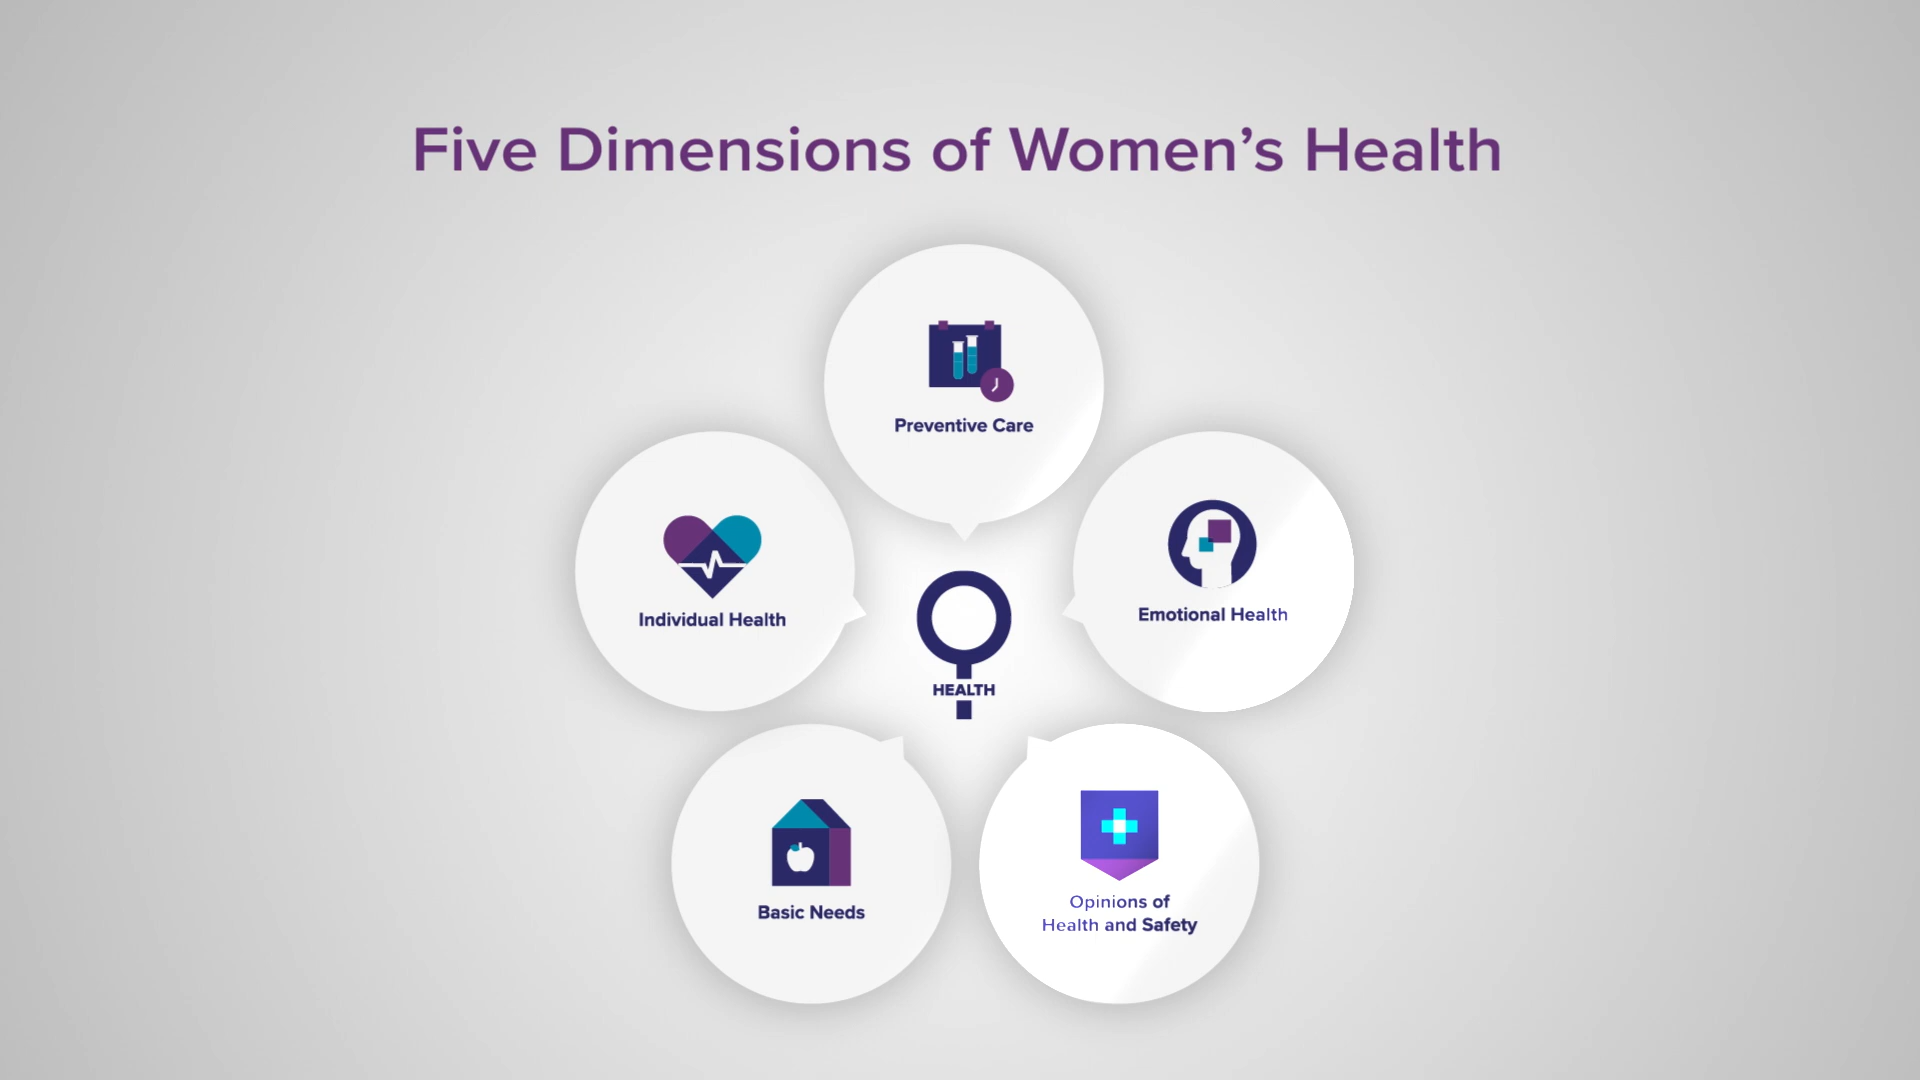 Five Dimensions of Women’s Health
Preventive Care
Individual Health
Emotional Health
HEALTH
Basic Needs
Opinions of
Health and Safety